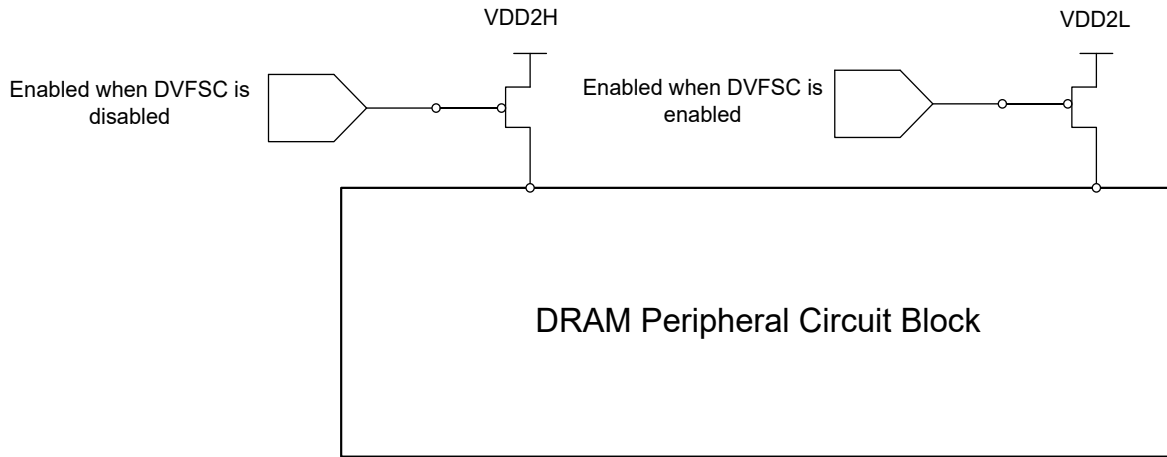 VDD2H
VDD2L
Enabled when DVFSC is
disabled
Enabled when DVFSC is
enabled
DRAM Peripheral Circuit Block